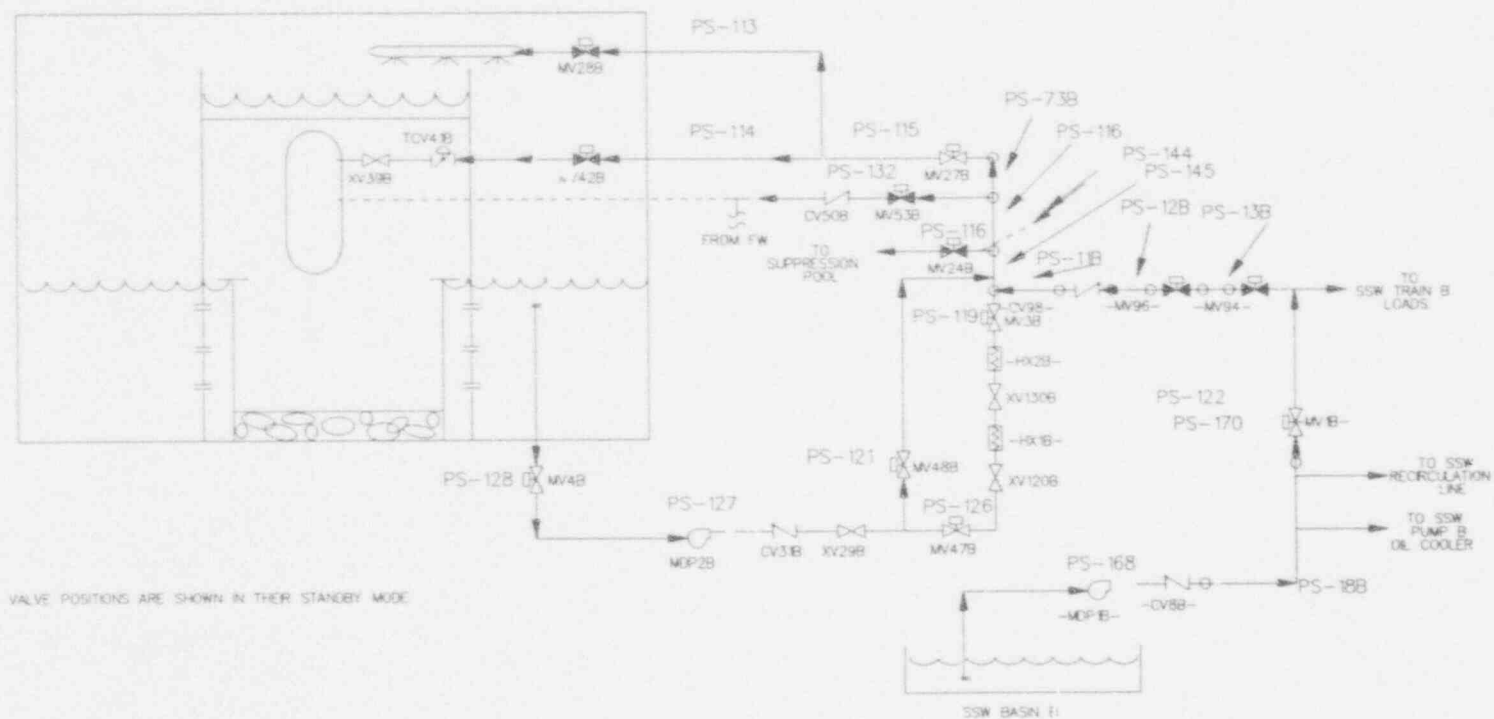 PS-113
MV28B
PS-73B
PS-116
TCV41B
PS-114
PS-115
PS-144
PS-145
XV39B
MV27B
PS-132
PS-12B
PS-13B
CV50B
MV53B
FROM FW
PS-116
PS-11B
TO
SUPPRESSION
POOL
MV24B
-MV96-
-MV94-
TO
SSW TRAIN B
LOADS
-CV98-
PS-119
MV3B
-HX2B-
XV130B
PS-122
PS-170
MV1B-
-HX1B-
PS-121
MV48B
PS-128
MV4B
XV120B
TO SSW
RECIRCULATION
LINE
PS-127
PS-126
TO SSW
PUMP B
OIL COOLER
MDP2B
CV31B
XV29B
MV47B
PS-168
-MDP1B-
-CV8B-
PS-18B
VALVE POSITIONS ARE SHOWN IN THEIR STANDBY MODE
SSW BASIN